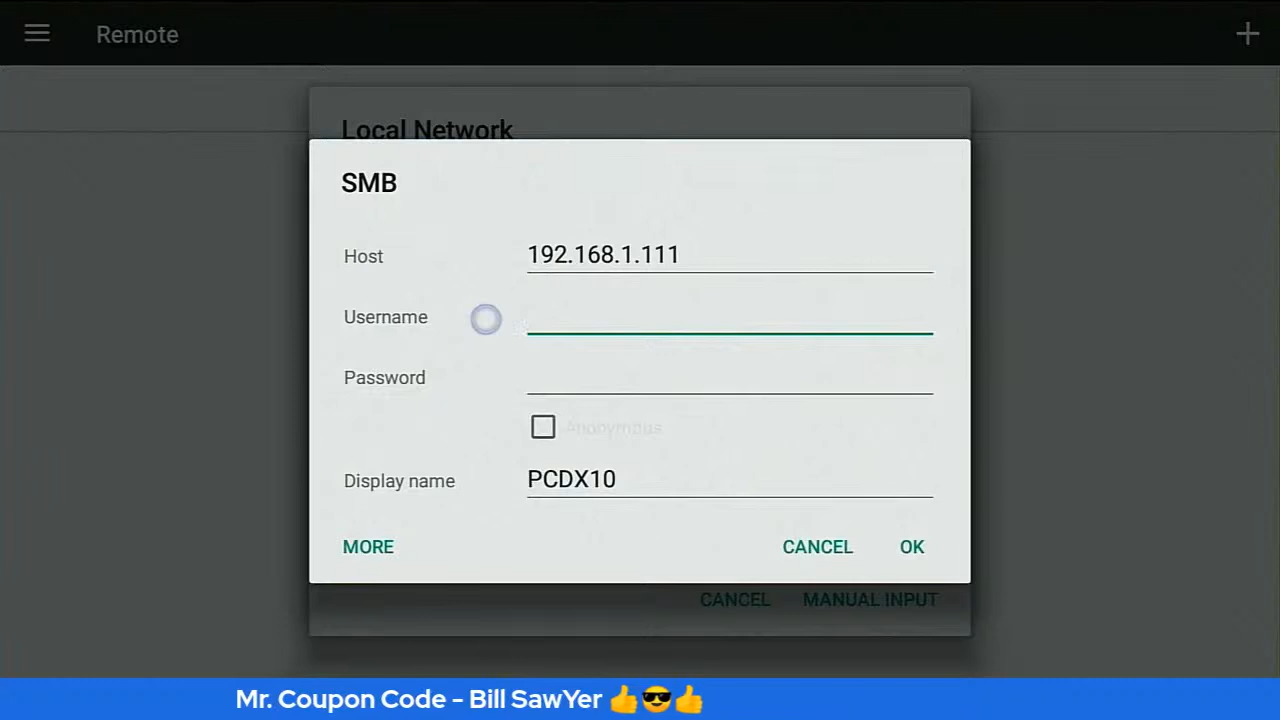 Remote
Local Network
SMB
Host 192.168.1.111
Username
Password
Anonymous
Display name PCDX10
MORE CANCEL OK
CANCEL MANUAL INPUT
Mr. Coupon Code - Bill SawYer 👍😎👍